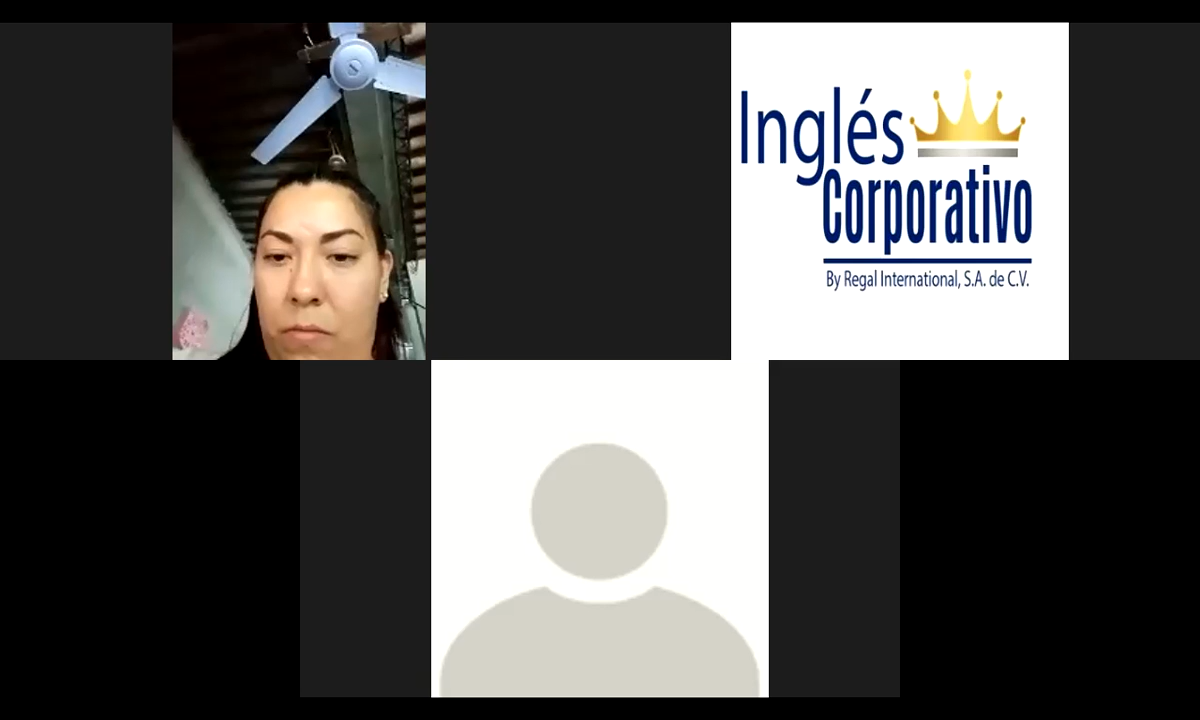 Inglés
Corporativo
By Regal International, S.A. de C.V.